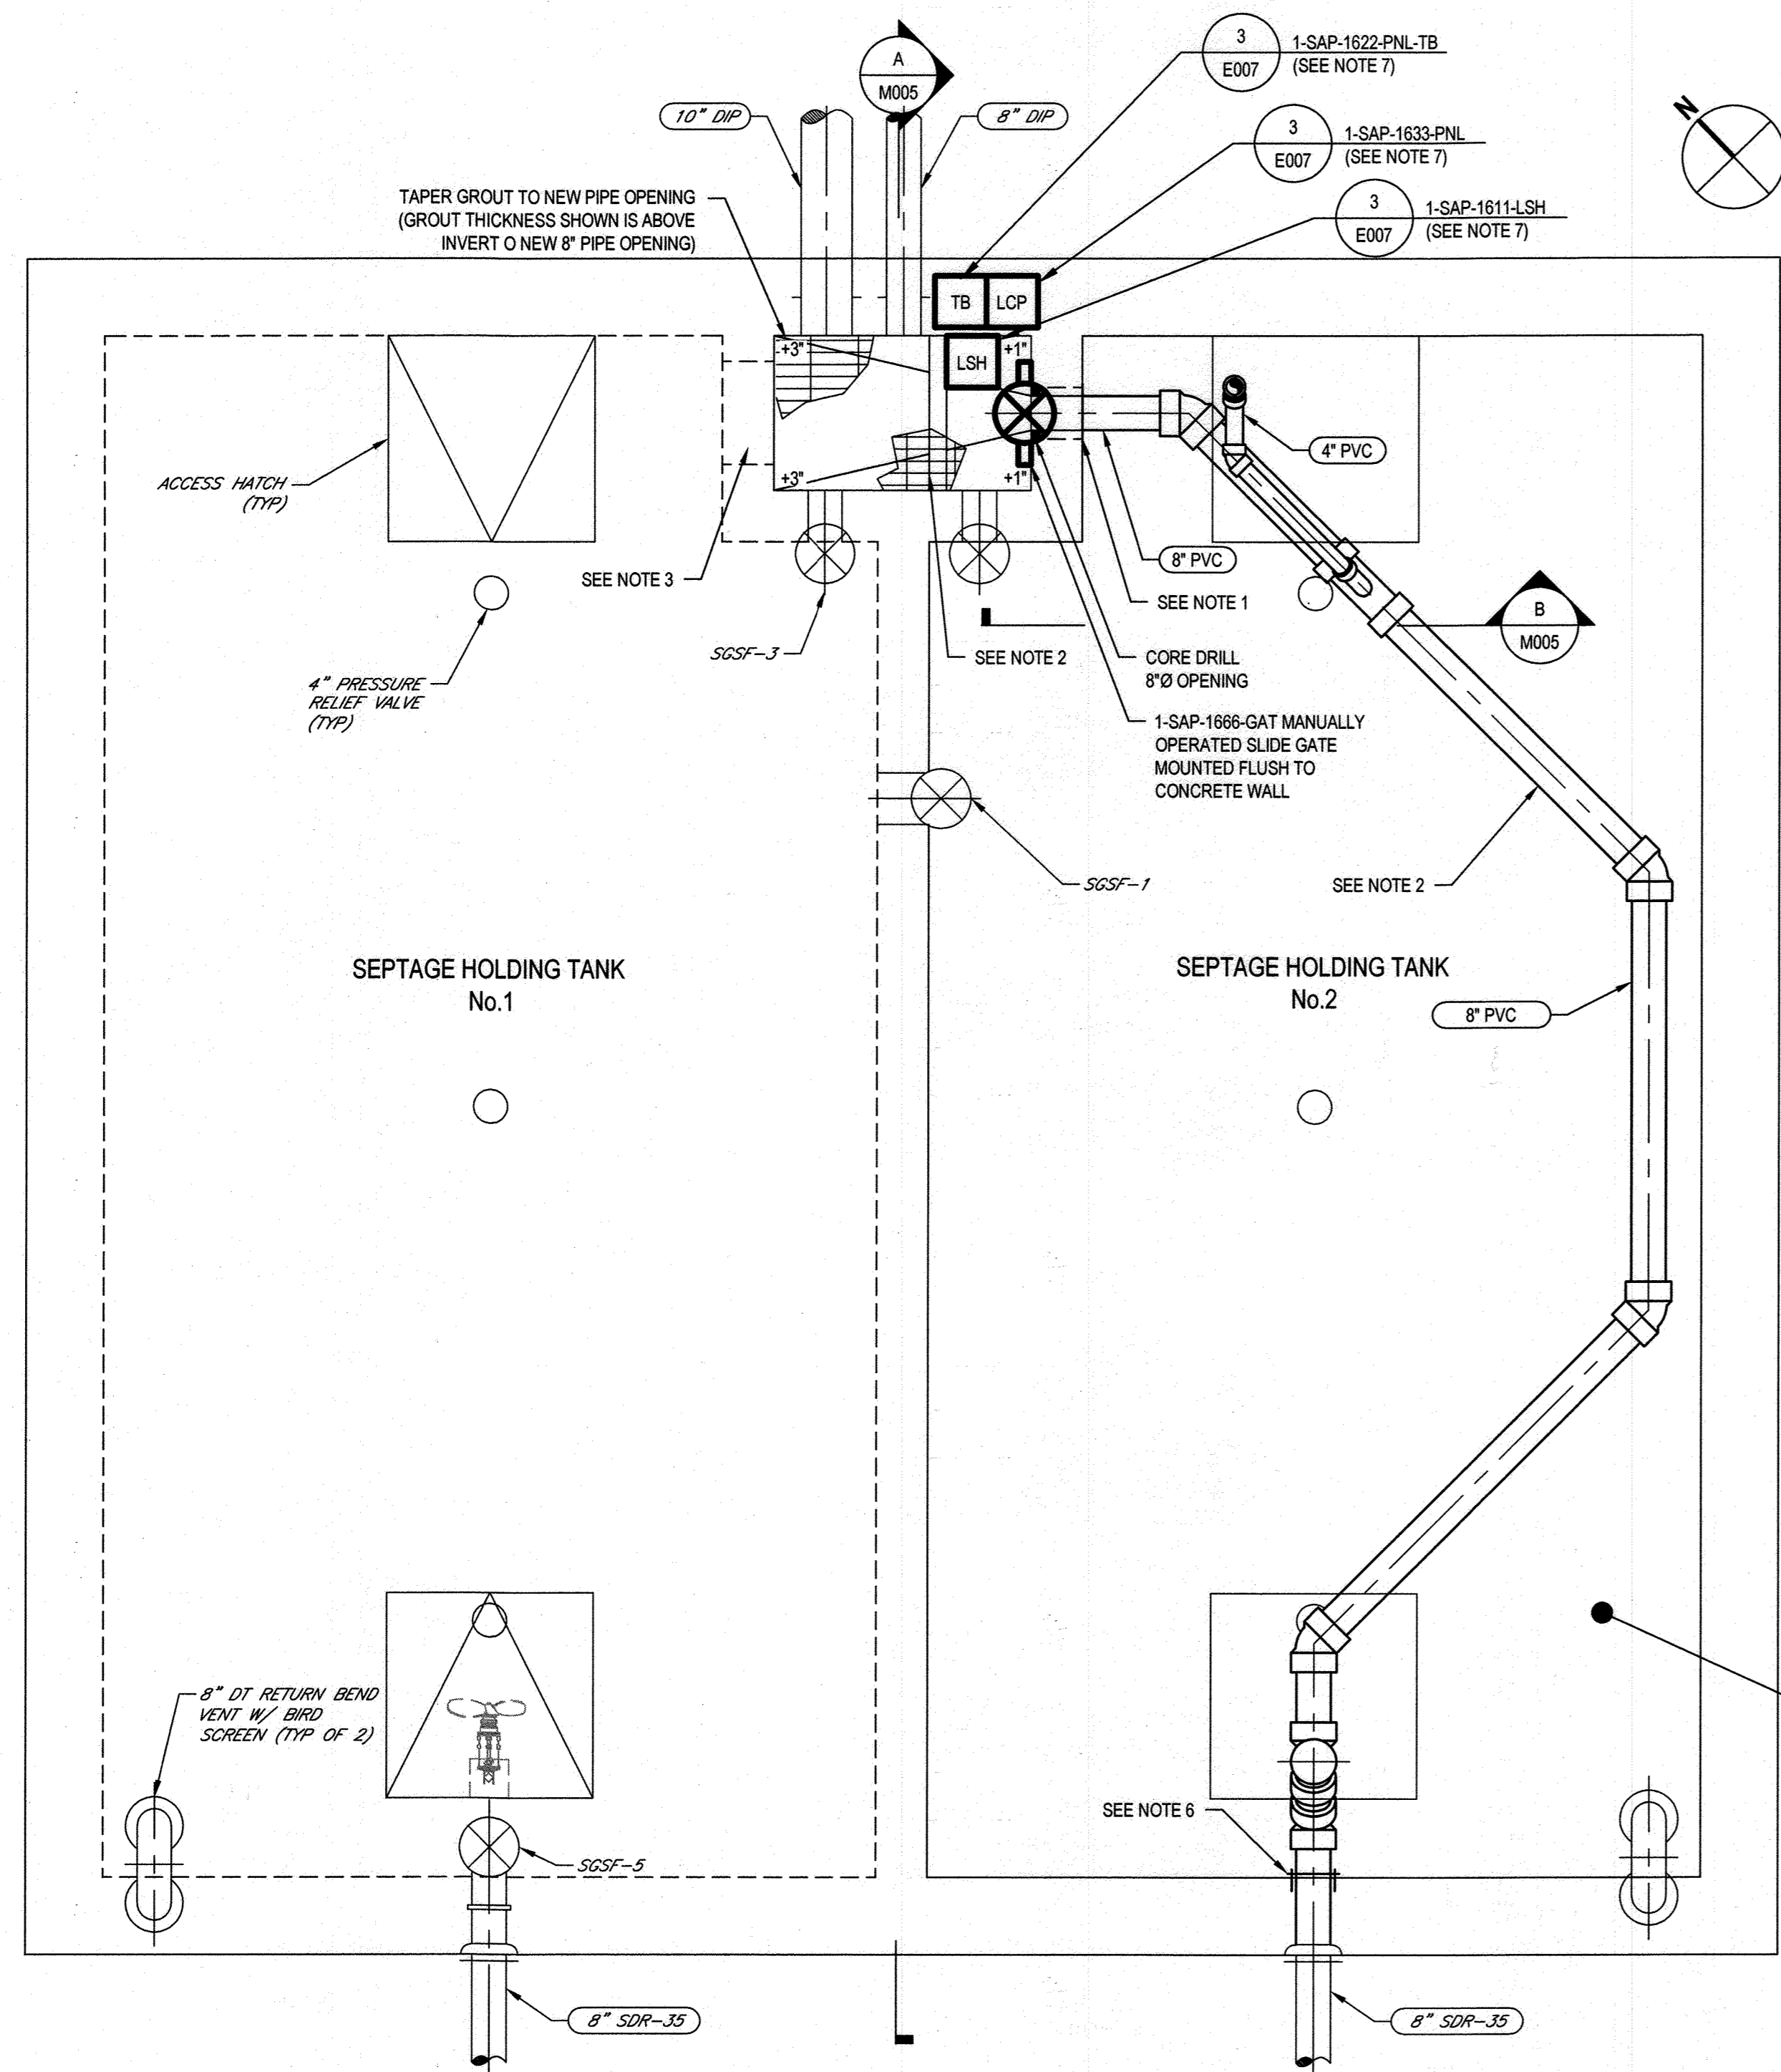 A
M005
3
E007
1-SAP-1622-PNL-TB
(SEE NOTE 7)
10" DIP
8" DIP
3
E007
1-SAP-1633-PNL
(SEE NOTE 7)
N
TAPER GROUT TO NEW PIPE OPENING
(GROUT THICKNESS SHOWN IS ABOVE
INVERT O NEW 8" PIPE OPENING)
3
E007
1-SAP-1611-LSH
(SEE NOTE 7)
TB
LCP
+3"
LSH
+1"
4" PVC
ACCESS HATCH
(TYP)
+3"
+1"
SEE NOTE 3
8" PVC
SEE NOTE 1
B
M005
SGSF-3
SEE NOTE 2
CORE DRILL
8"Ø OPENING
4" PRESSURE
RELIEF VALVE
(TYP)
1-SAP-1666-GAT MANUALLY
OPERATED SLIDE GATE
MOUNTED FLUSH TO
CONCRETE WALL
SGSF-1
SEE NOTE 2
SEPTAGE HOLDING TANK
No.1
SEPTAGE HOLDING TANK
No.2
8" PVC
8" DT RETURN BEND
VENT W/ BIRD
SCREEN (TYP OF 2)
SEE NOTE 6
SGSF-5
8" SDR-35
8" SDR-35